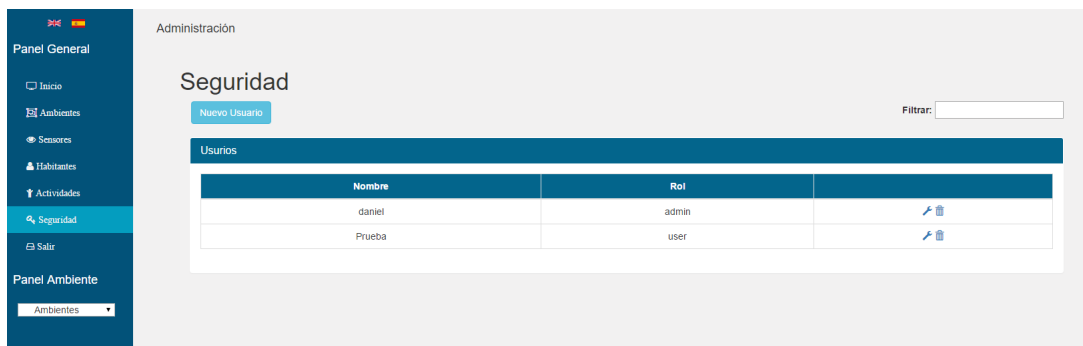 Panel General
Inicio
Ambientes
Sensores
Habitantes
Actividades
Seguridad
Salir
Panel Ambiente
Ambientes
Administración
Seguridad
Nuevo Usuario
Filtrar:
Usurios
Nombre Rol
daniel admin
Prueba user